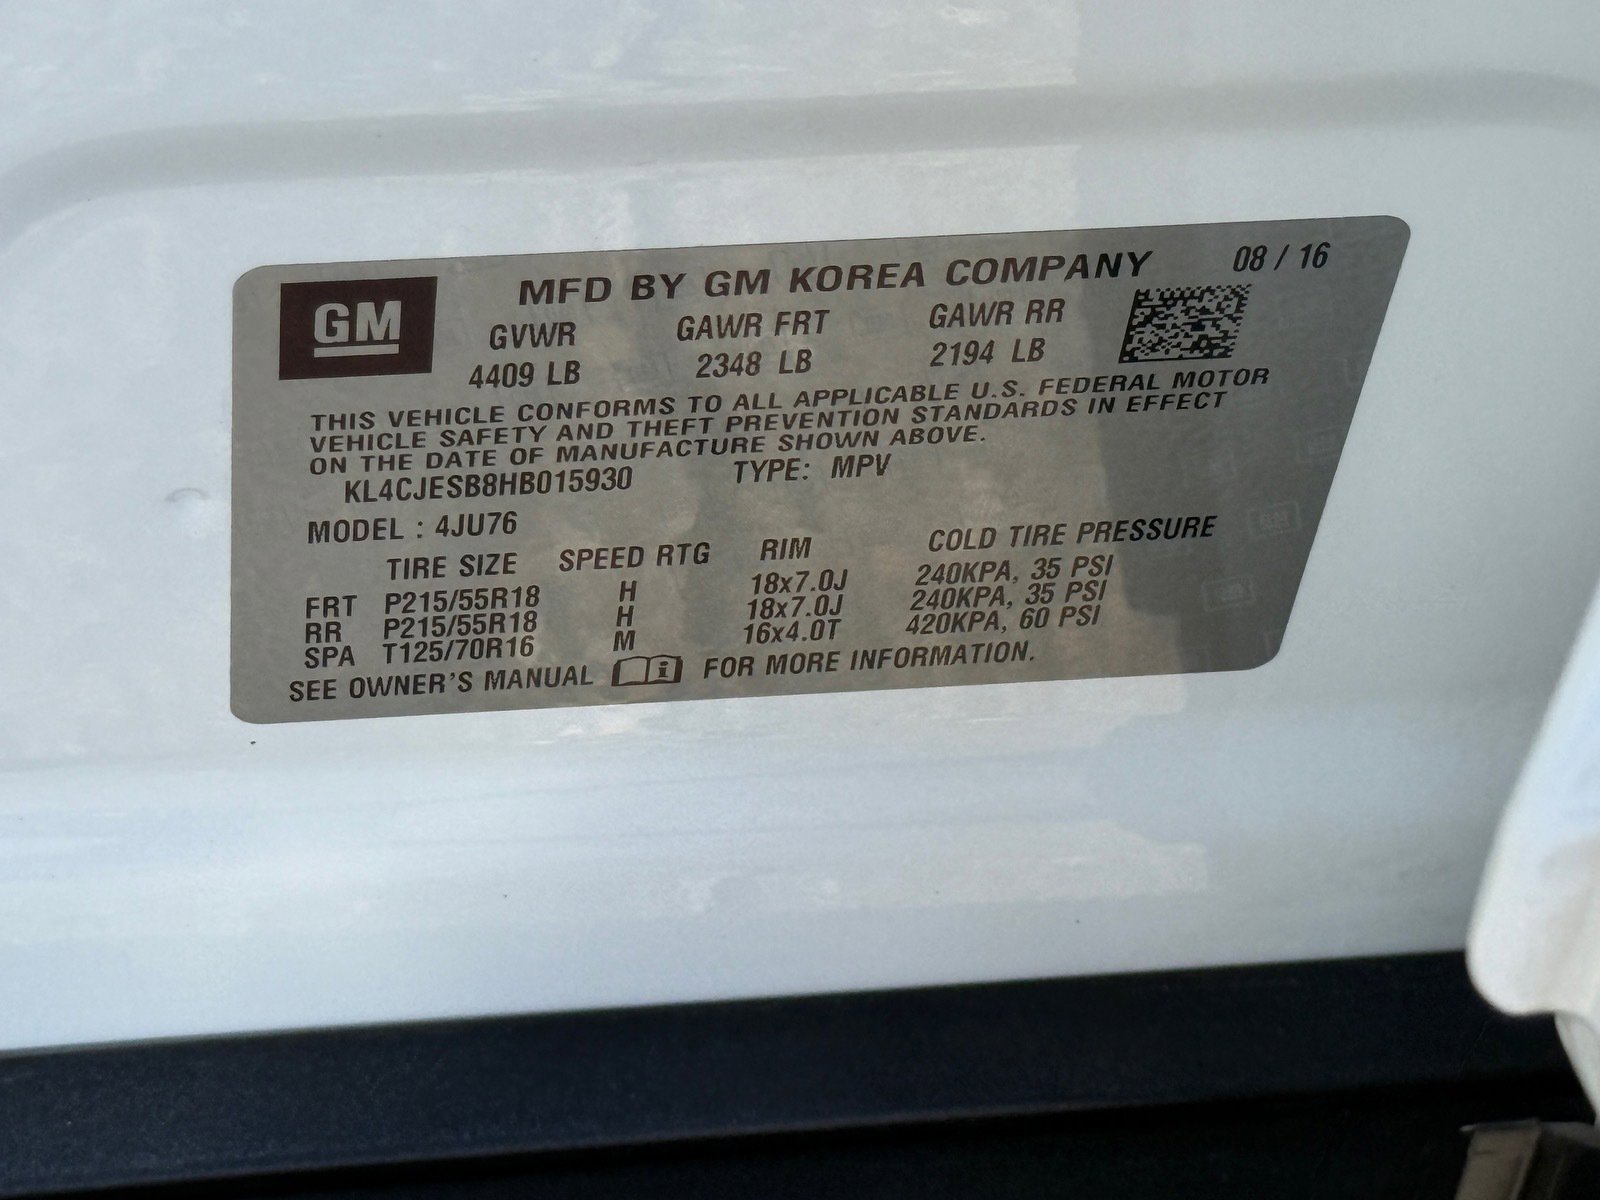 GM
MFD BY GM KOREA COMPANY 08 / 16
GVWR GAWR FRT GAWR RR
4409 LB 2348 LB 2194 LB
THIS VEHICLE CONFORMS TO ALL APPLICABLE U.S. FEDERAL MOTOR
VEHICLE SAFETY AND THEFT PREVENTION STANDARDS IN EFFECT
ON THE DATE OF MANUFACTURE SHOWN ABOVE.
KL4CJESB8HB015930 TYPE: MPV
MODEL : 4JU76
TIRE SIZE SPEED RTG RIM COLD TIRE PRESSURE
FRT P215/55R18 H 18x7.0J 240KPA, 35 PSI
RR P215/55R18 H 18x7.0J 240KPA, 35 PSI
SPA T125/70R16 M 16x4.0T 420KPA, 60 PSI
SEE OWNER'S MANUAL i FOR MORE INFORMATION.